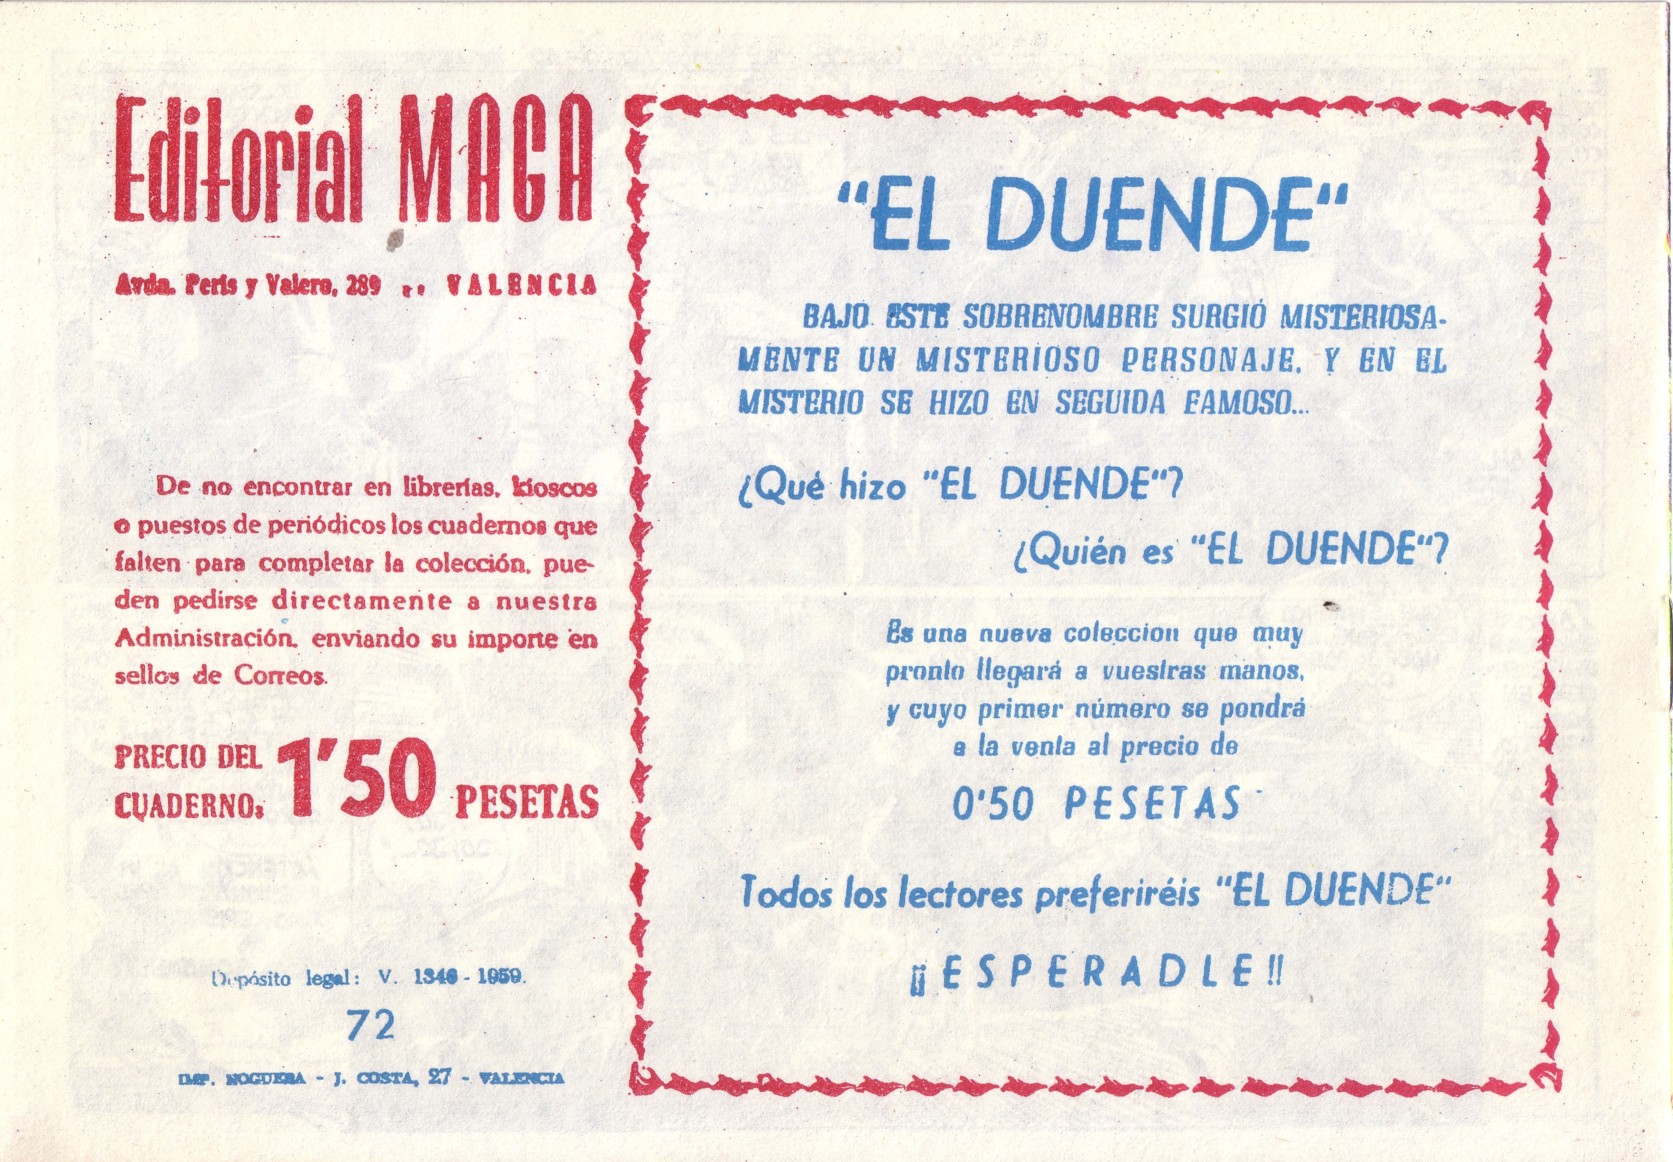 Editorial MAGA
Avda. Peris y Valero, 289 :-: VALENCIA
De no encontrar en librerías, kioscos
o puestos de periódicos los cuadernos que
falten para completar la colección, pue-
den pedirse directamente a nuestra
Administración, enviando su importe en
sellos de Correos.
PRECIO DEL
CUADERNO: 1'50 PESETAS
Depósito legal: V. 1346 - 1959.
72
IMP. NOGUERA - J. COSTA, 27 - VALENCIA
"EL DUENDE"
BAJO ESTE SOBRENOMBRE SURGIÓ MISTERIOSA-
MENTE UN MISTERIOSO PERSONAJE, Y EN EL
MISTERIO SE HIZO EN SEGUIDA FAMOSO...
¿Qué hizo "EL DUENDE"?
¿Quién es "EL DUENDE"?
Es una nueva coleccion que muy
pronto llegará a vuestras manos,
y cuyo primer número se pondrá
a la venta al precio de
0'50 PESETAS
Todos los lectores preferiréis "EL DUENDE"
¡¡ESPERADLE!!